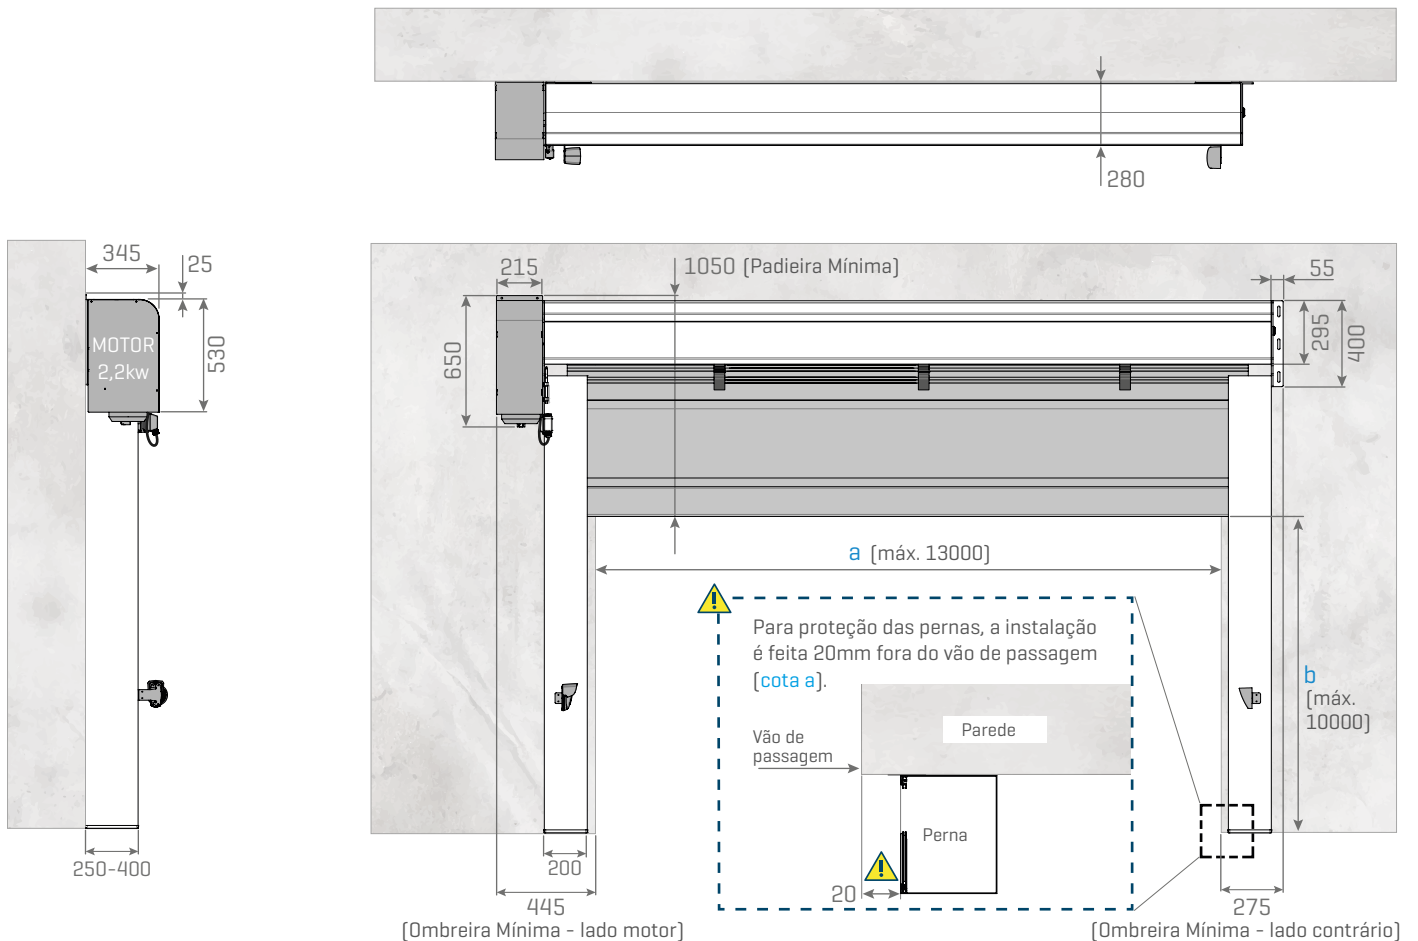 280
345
25
MOTOR
2,2kw
530
250-400
215
1050 (Padieira Mínima)
55
650
295
400
a (máx. 13000)
Para proteção das pernas, a instalação
é feita 20mm fora do vão de passagem
(cota a).
Parede
Vão de
passagem
Perna
20
b
(máx.
10000)
200
445
(Ombreira Mínima - lado motor)
275
(Ombreira Mínima - lado contrário)